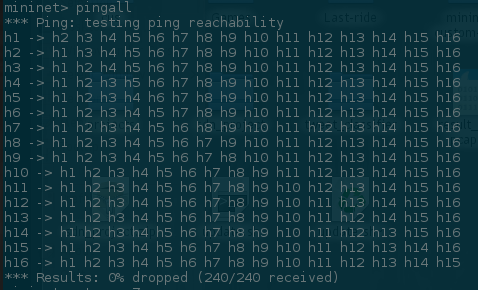 mininet> pingall
*** Ping: testing ping reachability
h1 -> h2 h3 h4 h5 h6 h7 h8 h9 h10 h11 h12 h13 h14 h15 h16
h2 -> h1 h3 h4 h5 h6 h7 h8 h9 h10 h11 h12 h13 h14 h15 h16
h3 -> h1 h2 h4 h5 h6 h7 h8 h9 h10 h11 h12 h13 h14 h15 h16
h4 -> h1 h2 h3 h5 h6 h7 h8 h9 h10 h11 h12 h13 h14 h15 h16
h5 -> h1 h2 h3 h4 h6 h7 h8 h9 h10 h11 h12 h13 h14 h15 h16
h6 -> h1 h2 h3 h4 h5 h7 h8 h9 h10 h11 h12 h13 h14 h15 h16
h7 -> h1 h2 h3 h4 h5 h6 h8 h9 h10 h11 h12 h13 h14 h15 h16
h8 -> h1 h2 h3 h4 h5 h6 h7 h9 h10 h11 h12 h13 h14 h15 h16
h9 -> h1 h2 h3 h4 h5 h6 h7 h8 h10 h11 h12 h13 h14 h15 h16
h10 -> h1 h2 h3 h4 h5 h6 h7 h8 h9 h11 h12 h13 h14 h15 h16
h11 -> h1 h2 h3 h4 h5 h6 h7 h8 h9 h10 h12 h13 h14 h15 h16
h12 -> h1 h2 h3 h4 h5 h6 h7 h8 h9 h10 h11 h13 h14 h15 h16
h13 -> h1 h2 h3 h4 h5 h6 h7 h8 h9 h10 h11 h12 h14 h15 h16
h14 -> h1 h2 h3 h4 h5 h6 h7 h8 h9 h10 h11 h12 h13 h15 h16
h15 -> h1 h2 h3 h4 h5 h6 h7 h8 h9 h10 h11 h12 h13 h14 h16
h16 -> h1 h2 h3 h4 h5 h6 h7 h8 h9 h10 h11 h12 h13 h14 h15
*** Results: 0% dropped (240/240 received)
Last-ride